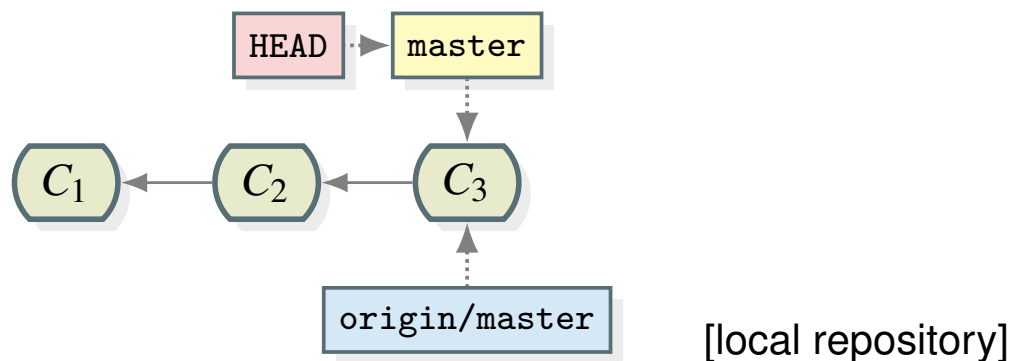 HEAD master
C₁ C₂ C₃
origin/master
[local repository]